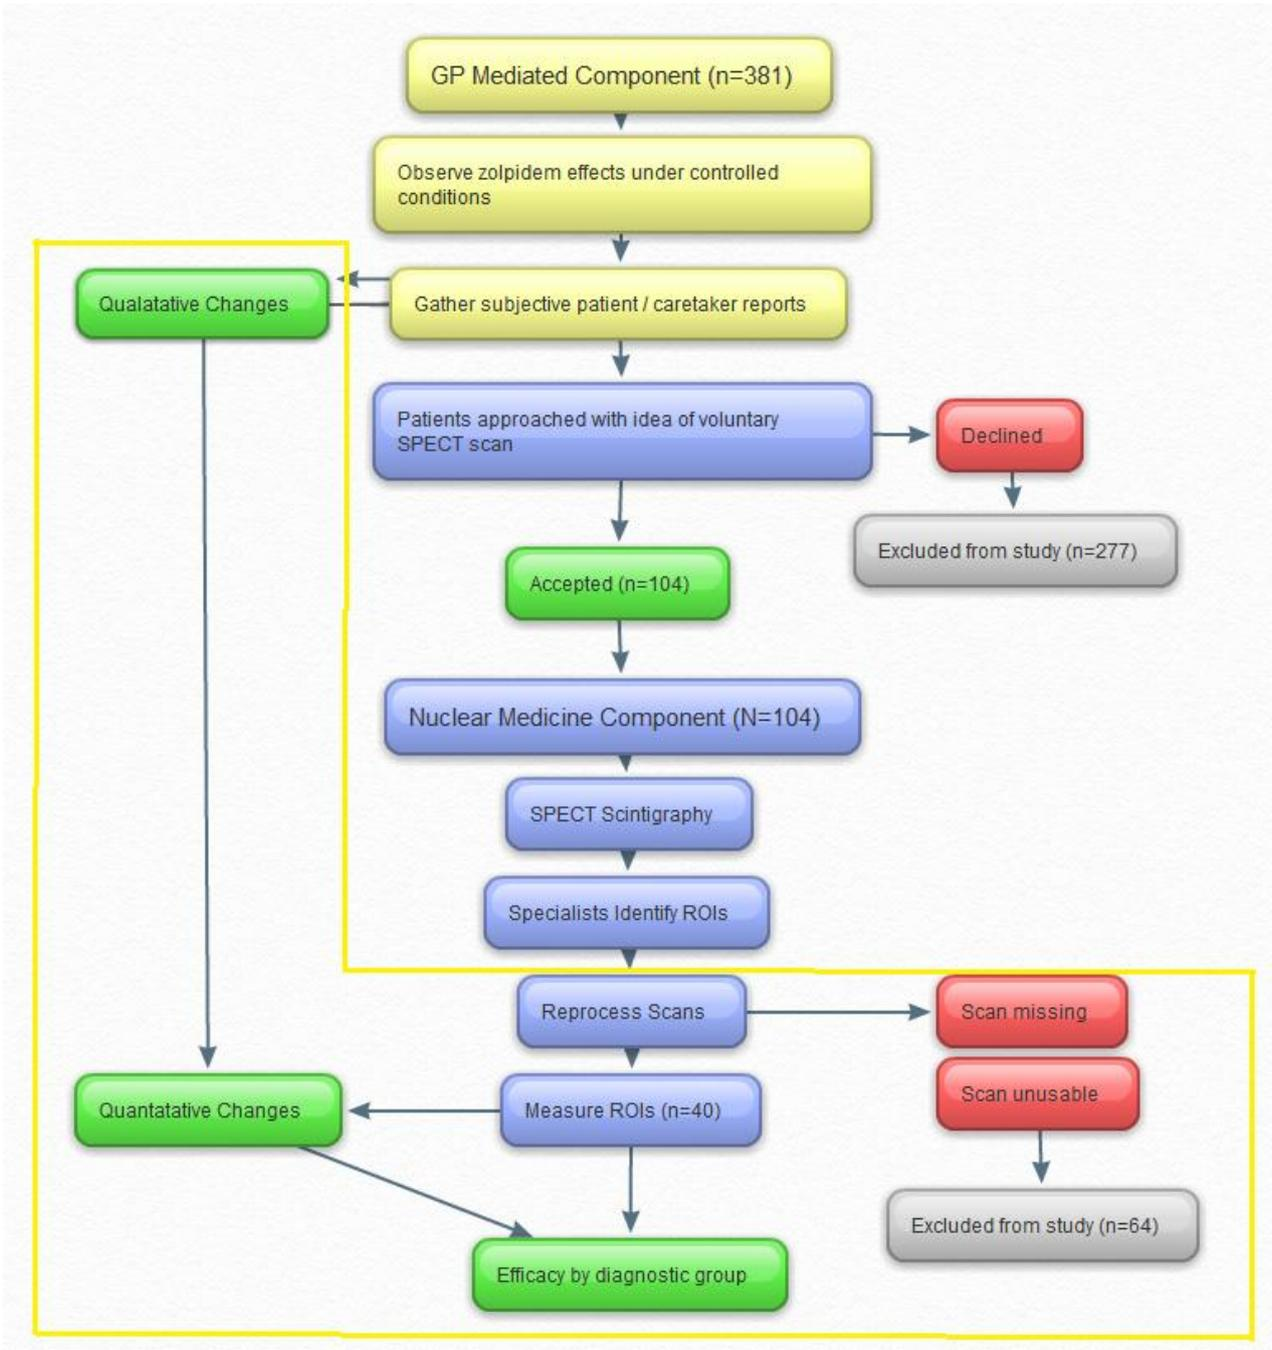 GP Mediated Component (n=381)
Observe zolpidem effects under controlled
conditions
Qualatative Changes
Gather subjective patient / caretaker reports
Patients approached with idea of voluntary
SPECT scan
Declined
Excluded from study (n=277)
Accepted (n=104)
Nuclear Medicine Component (N=104)
SPECT Scintigraphy
Specialists Identify ROIs
Reprocess Scans
Scan missing
Scan unusable
Quantatative Changes
Measure ROIs (n=40)
Excluded from study (n=64)
Efficacy by diagnostic group